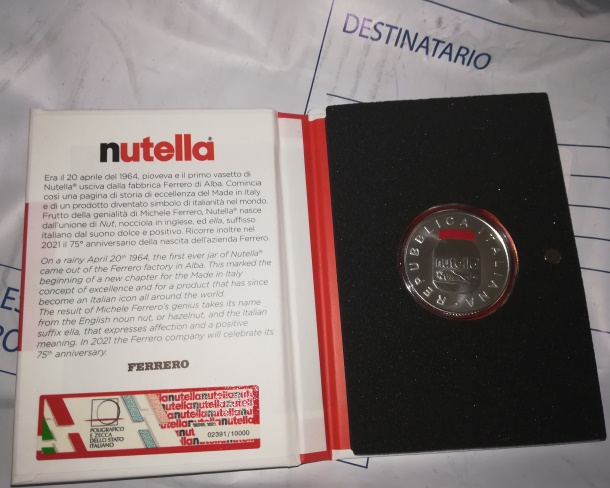 DESTINATARIO
nutella®
Era il 20 aprile del 1964, pioveva e il primo vasetto di
Nutella® usciva dalla fabbrica Ferrero di Alba. Comincia
così una pagina di storia di eccellenza del Made in Italy
e di un prodotto diventato simbolo di italianità nel mondo.
Frutto della genialità di Michele Ferrero, Nutella® nasce
dall'unione di Nut, nocciola in inglese, ed ella, suffisso
italiano dal suono dolce e positivo. Ricorre inoltre nel
2021 il 75° anniversario della nascita dell'azienda Ferrero.
On a rainy April 20th 1964, the first ever jar of Nutella®
came out of the Ferrero factory in Alba. This marked the
beginning of a new chapter for the Made in Italy
concept of excellence and for a product that has since
become an Italian icon all around the world.
The result of Michele Ferrero's genius takes its name
from the English noun nut, or hazelnut, and the Italian
suffix ella, that expresses affection and a positive
meaning. In 2021 the Ferrero company will celebrate its
75th anniversary.
FERRERO
POLIGRAFICO
E ZECCA
DELLO STATO
ITALIANO
nutella
02391/10000
REPUBBLICA ITALIANA
nutella